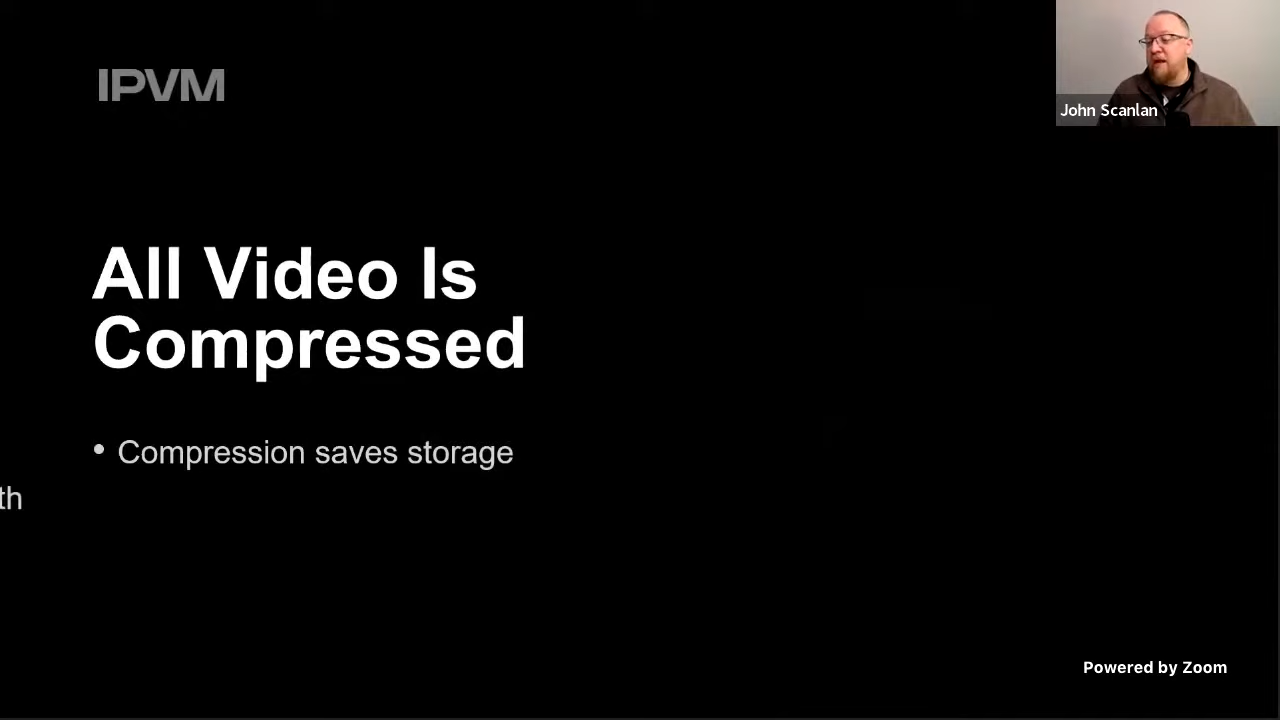 IPVM
John Scanlan
All Video Is
Compressed
• Compression saves storage
th
Powered by Zoom